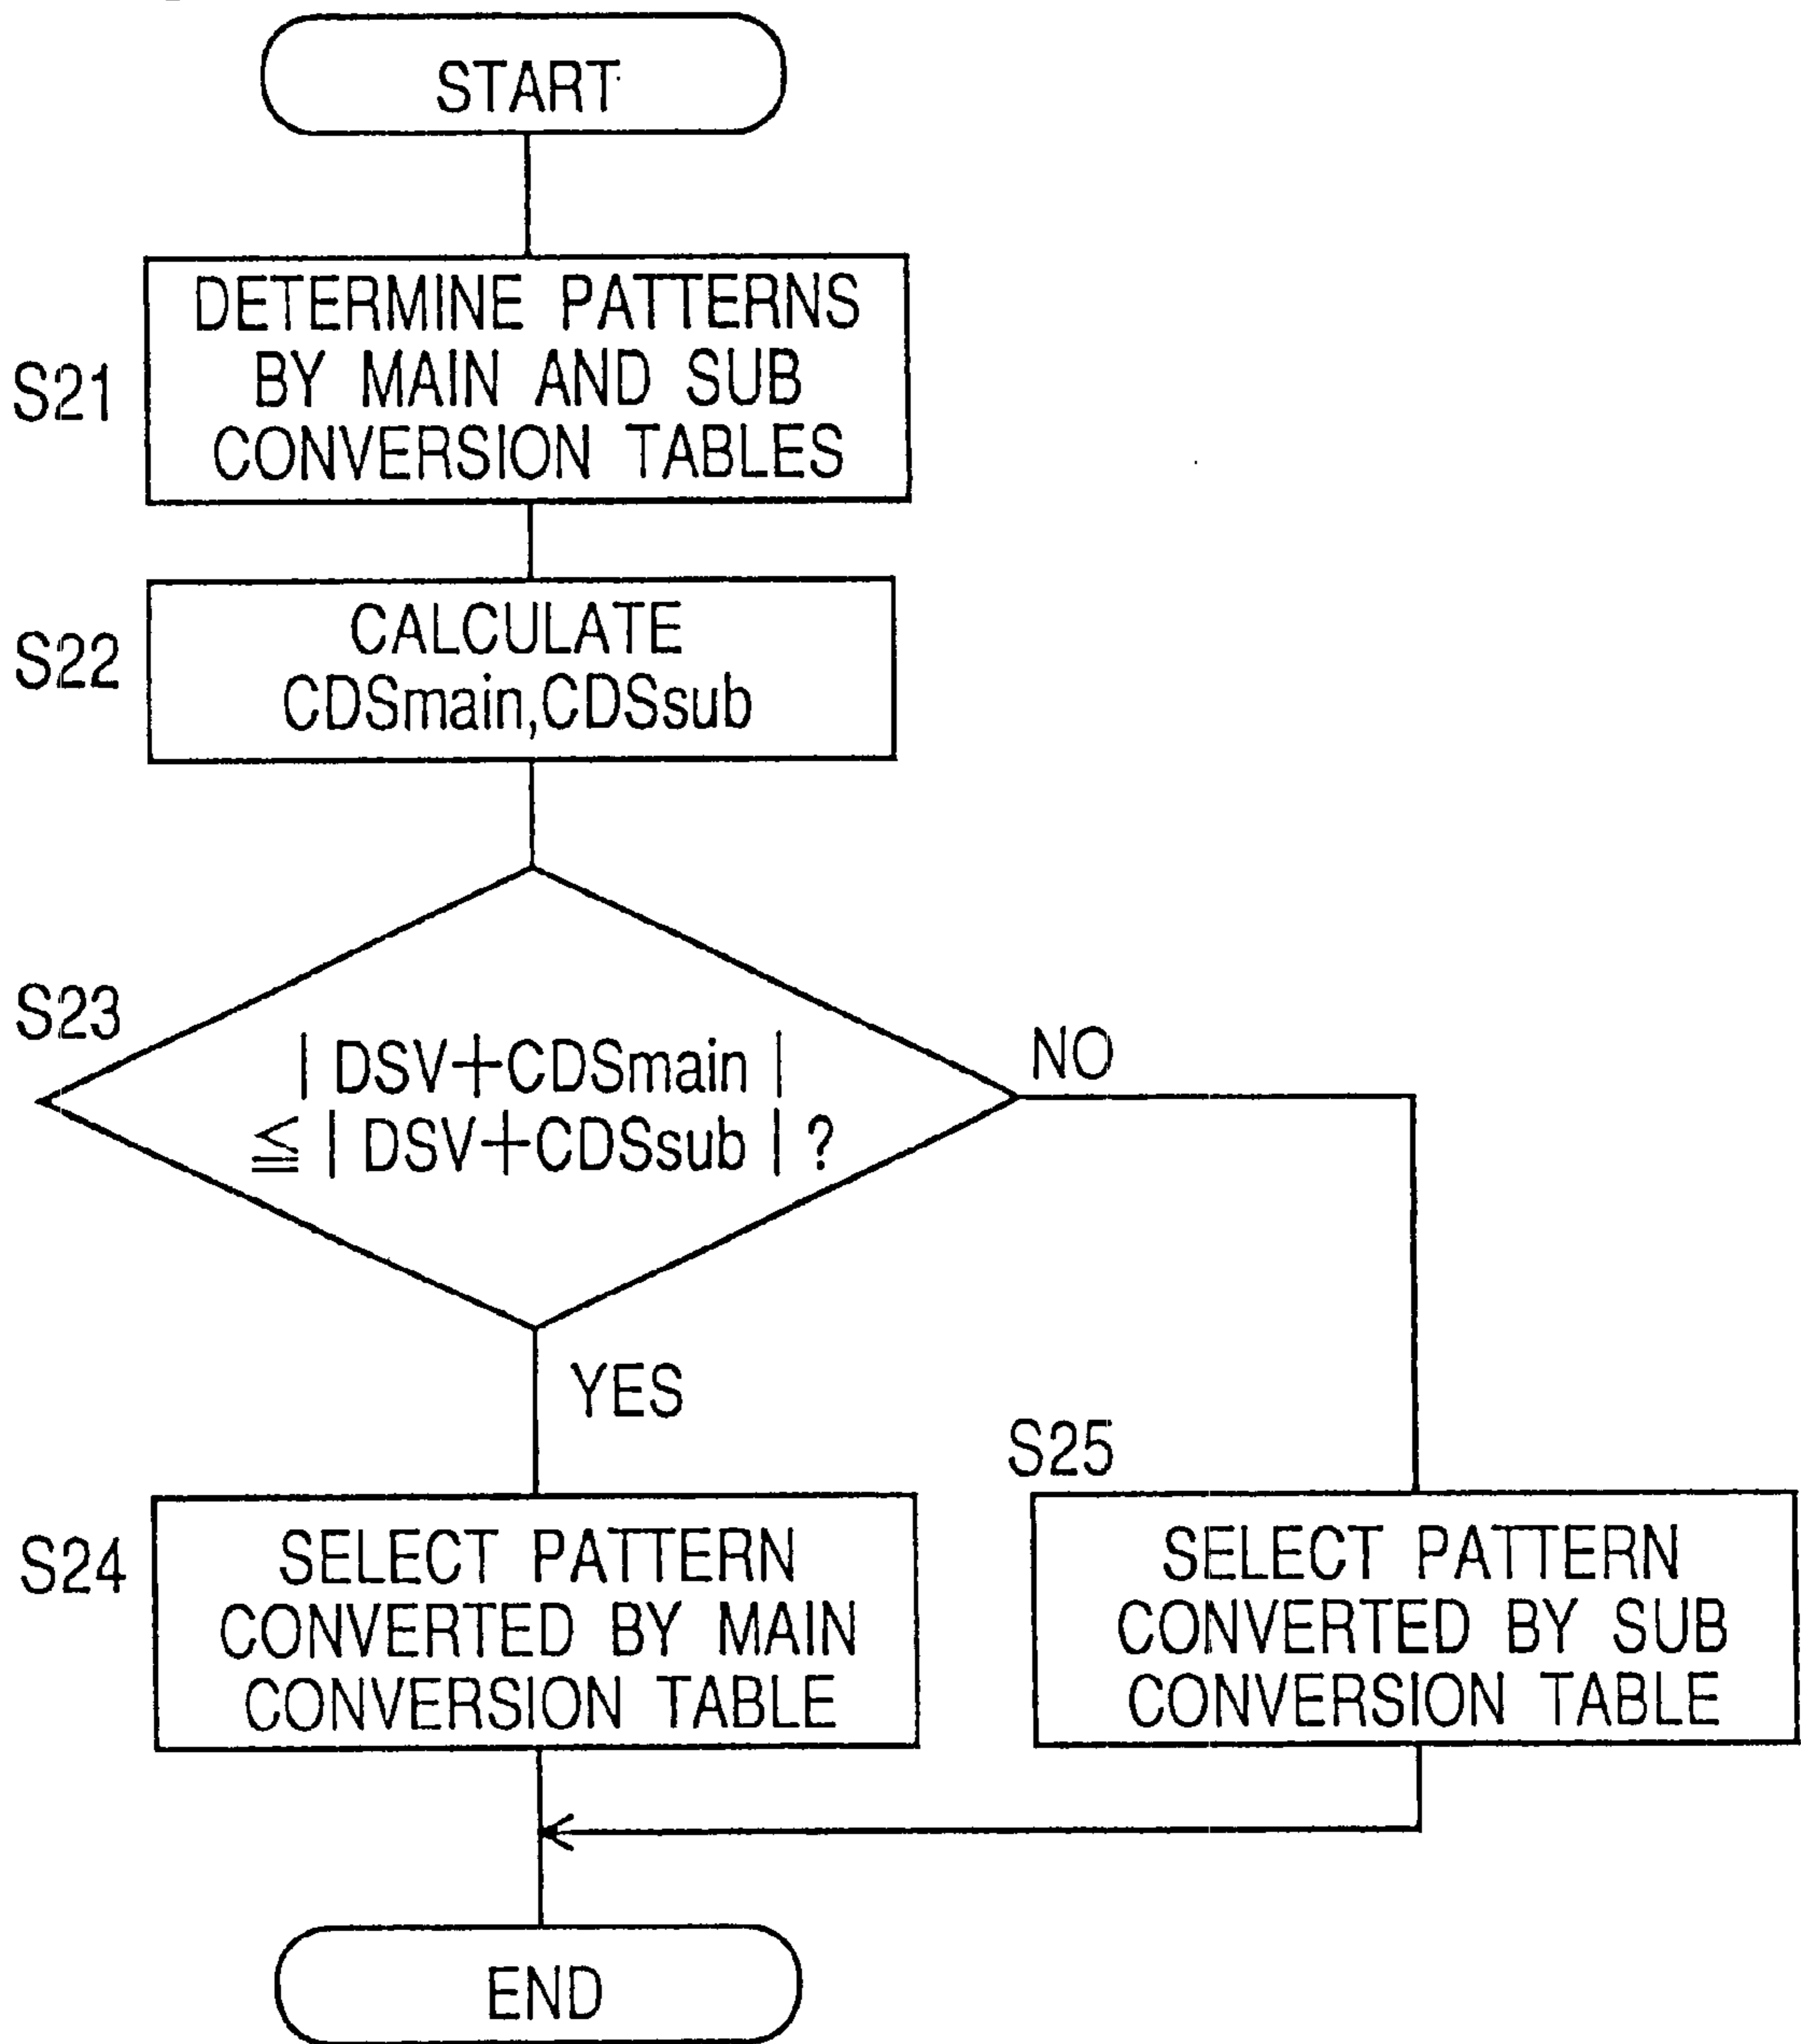 START
S21
DETERMINE PATTERNS
BY MAIN AND SUB
CONVERSION TABLES
S22
CALCULATE
CDSmain,CDSsub
S23
| DSV+CDSmain |
≦ | DSV+CDSsub | ?
NO
YES
S24
SELECT PATTERN
CONVERTED BY MAIN
CONVERSION TABLE
S25
SELECT PATTERN
CONVERTED BY SUB
CONVERSION TABLE
END